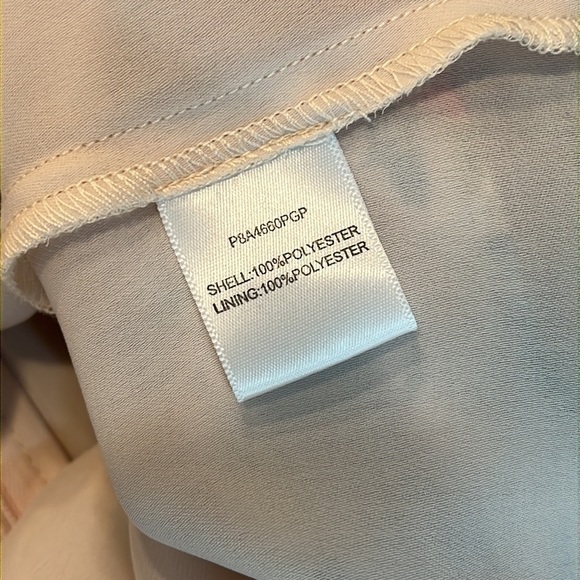 P8A4660PGP
SHELL:100%POLYESTER
LINING:100%POLYESTER